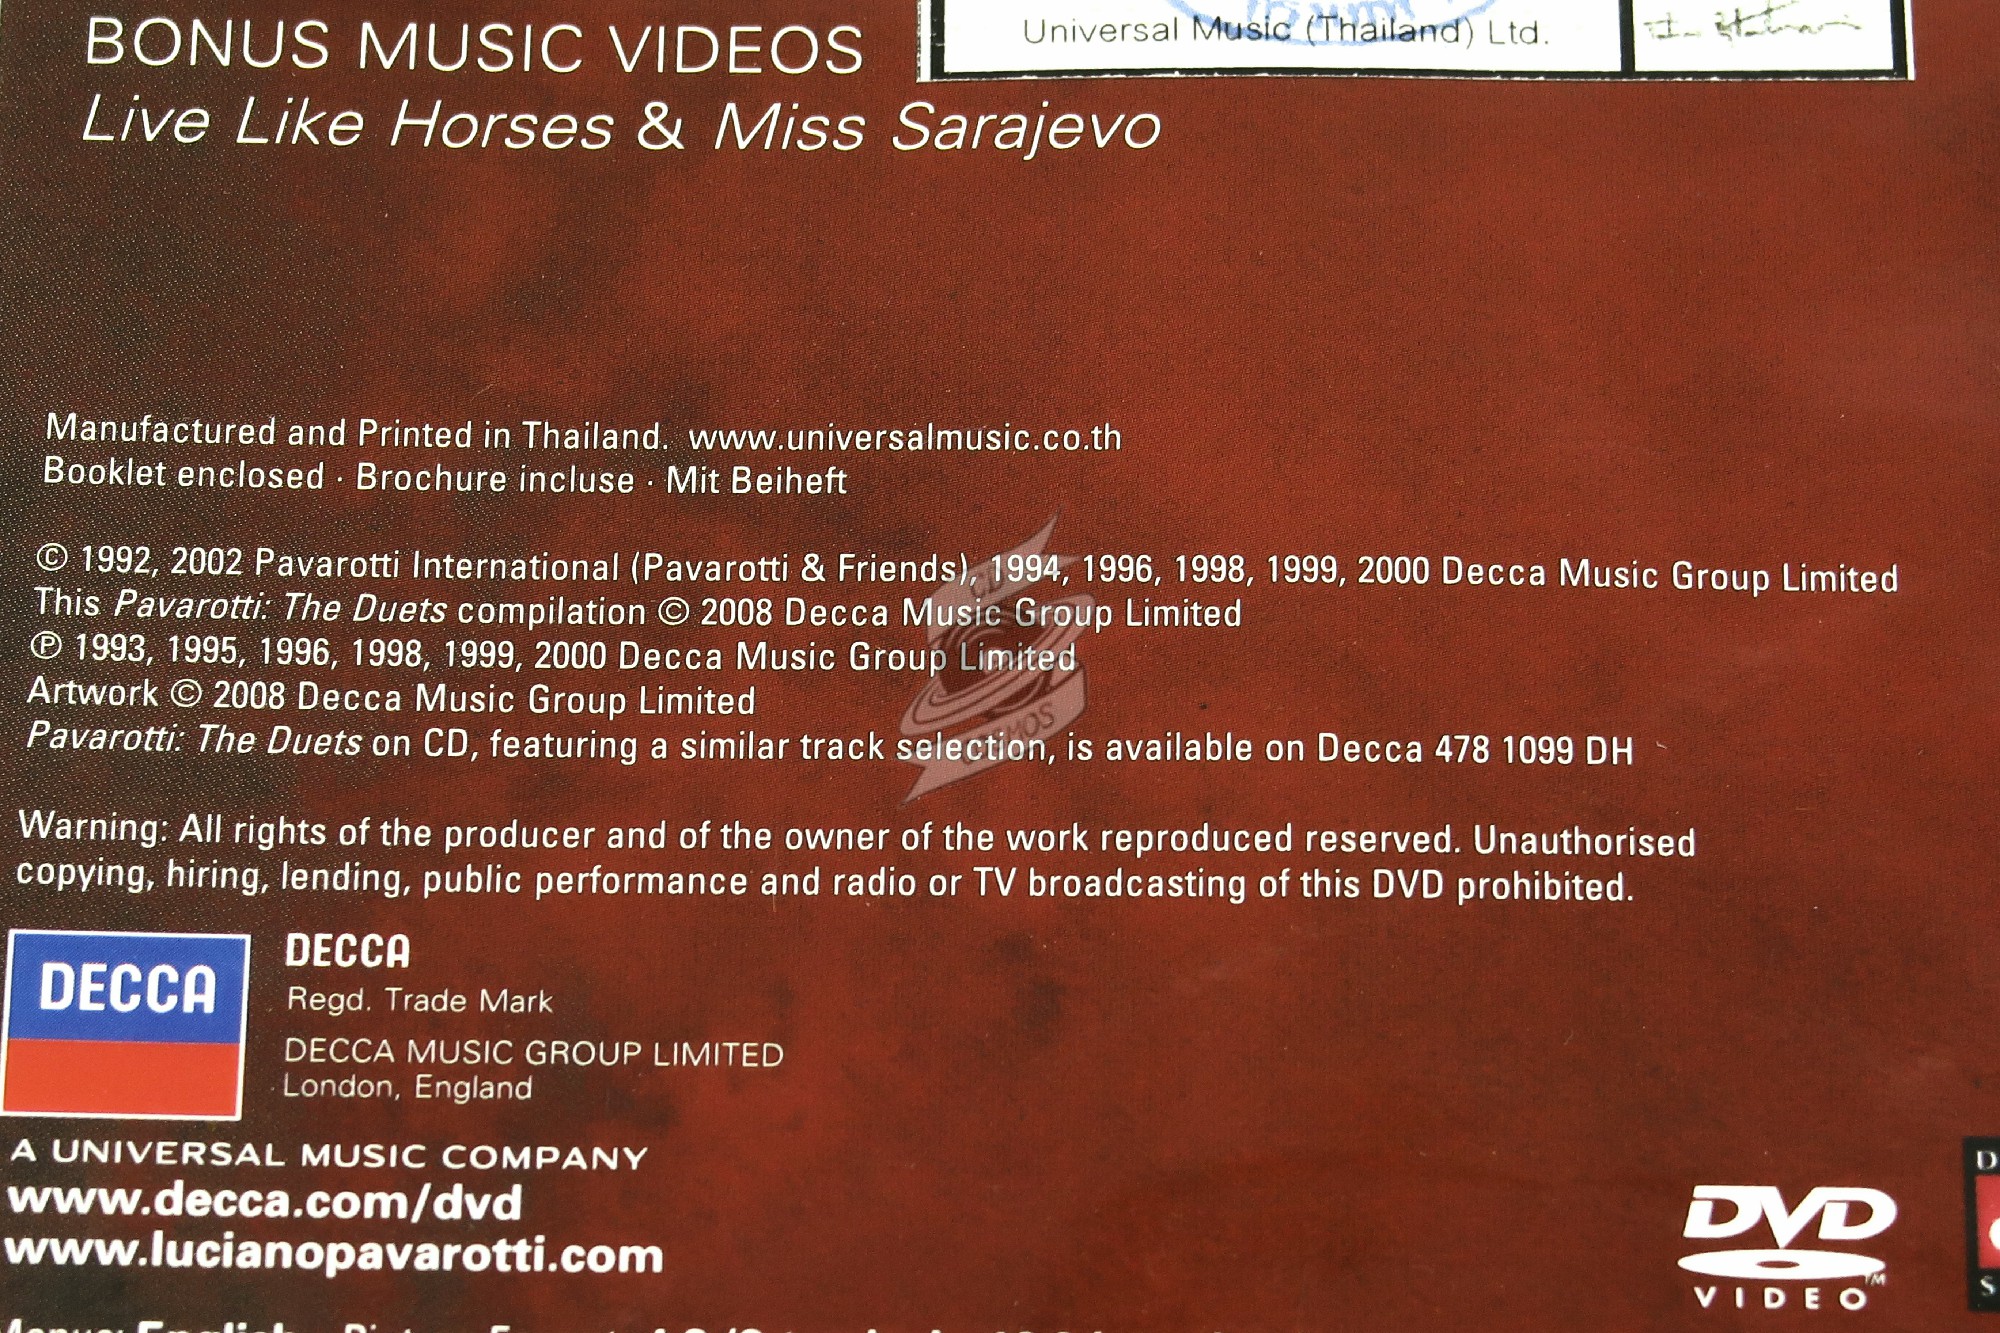 BONUS MUSIC VIDEOS
Live Like Horses & Miss Sarajevo
Universal Music (Thailand) Ltd.
Manufactured and Printed in Thailand. www.universalmusic.co.th
Booklet enclosed · Brochure incluse · Mit Beiheft
© 1992, 2002 Pavarotti International (Pavarotti & Friends), 1994, 1996, 1998, 1999, 2000 Decca Music Group Limited
This Pavarotti: The Duets compilation © 2008 Decca Music Group Limited
℗ 1993, 1995, 1996, 1998, 1999, 2000 Decca Music Group Limited
Artwork © 2008 Decca Music Group Limited
Pavarotti: The Duets on CD, featuring a similar track selection, is available on Decca 478 1099 DH
Warning: All rights of the producer and of the owner of the work reproduced reserved. Unauthorised
copying, hiring, lending, public performance and radio or TV broadcasting of this DVD prohibited.
DECCA
DECCA
Regd. Trade Mark
DECCA MUSIC GROUP LIMITED
London, England
A UNIVERSAL MUSIC COMPANY
www.decca.com/dvd
www.lucianopavarotti.com
DVD
VIDEO™